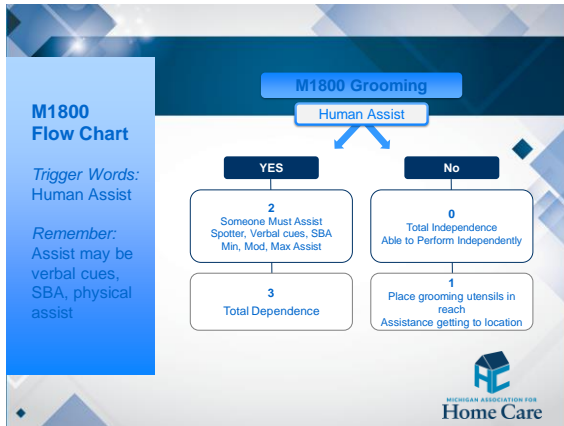 M1800 Grooming
Human Assist
M1800
Flow Chart
Trigger Words:
Human Assist
Remember:
Assist may be
verbal cues,
SBA, physical
assist
YES
No
2
Someone Must Assist
Spotter, Verbal cues, SBA
Min, Mod, Max Assist
0
Total Independence
Able to Perform Independently
3
Total Dependence
1
Place grooming utensils in
reach
Assistance getting to location
MICHIGAN ASSOCIATION FOR
Home Care